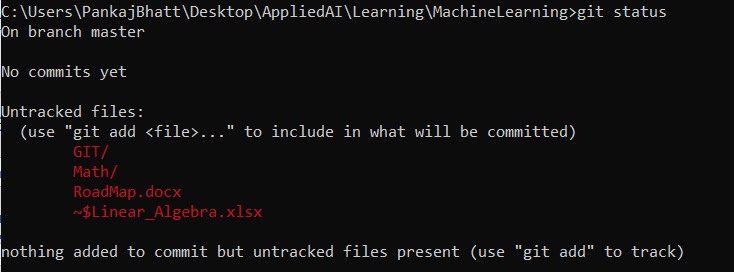 C:\Users\PankajBhatt\Desktop\AppliedAI\Learning\MachineLearning>git status
On branch master
No commits yet
Untracked files:
(use "git add <file>..." to include in what will be committed)
GIT/
Math/
RoadMap.docx
~$Linear_Algebra.xlsx
nothing added to commit but untracked files present (use "git add" to track)